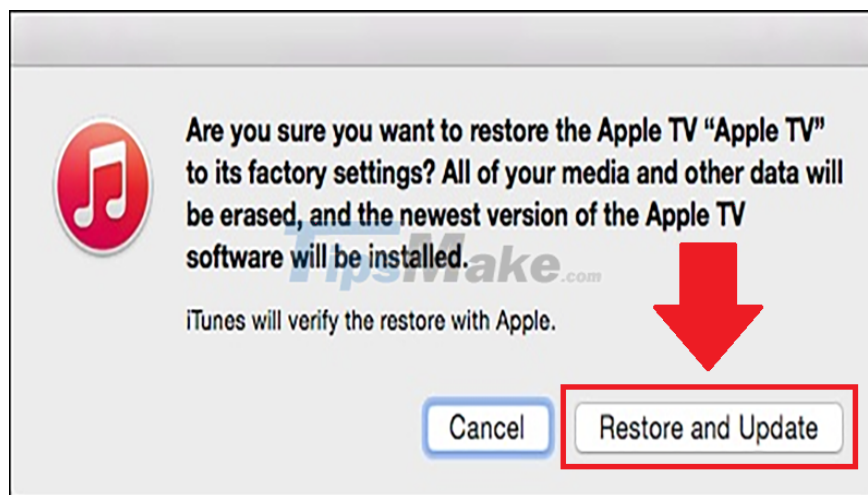 Are you sure you want to restore the Apple TV “Apple TV”
to its factory settings? All of your media and other data will
be erased, and the newest version of the Apple TV
software will be installed.
TipsMake.com
iTunes will verify the restore with Apple.
Cancel
Restore and Update